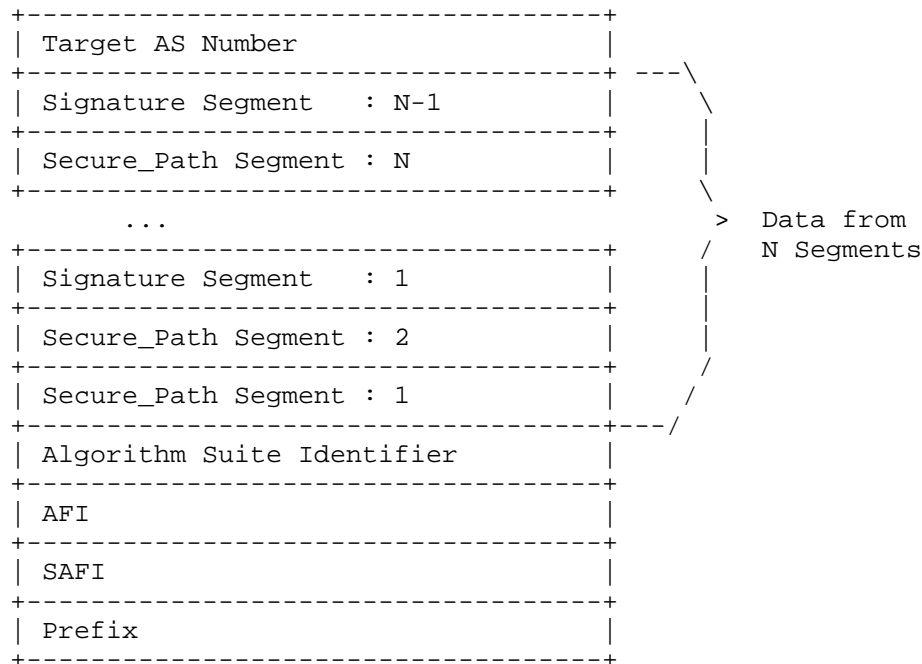 Target AS Number
Signature Segment   : N-1
Secure_Path Segment : N
...
> Data from
N Segments
Signature Segment   : 1
Secure_Path Segment : 2
Secure_Path Segment : 1
Algorithm Suite Identifier
AFI
SAFI
Prefix